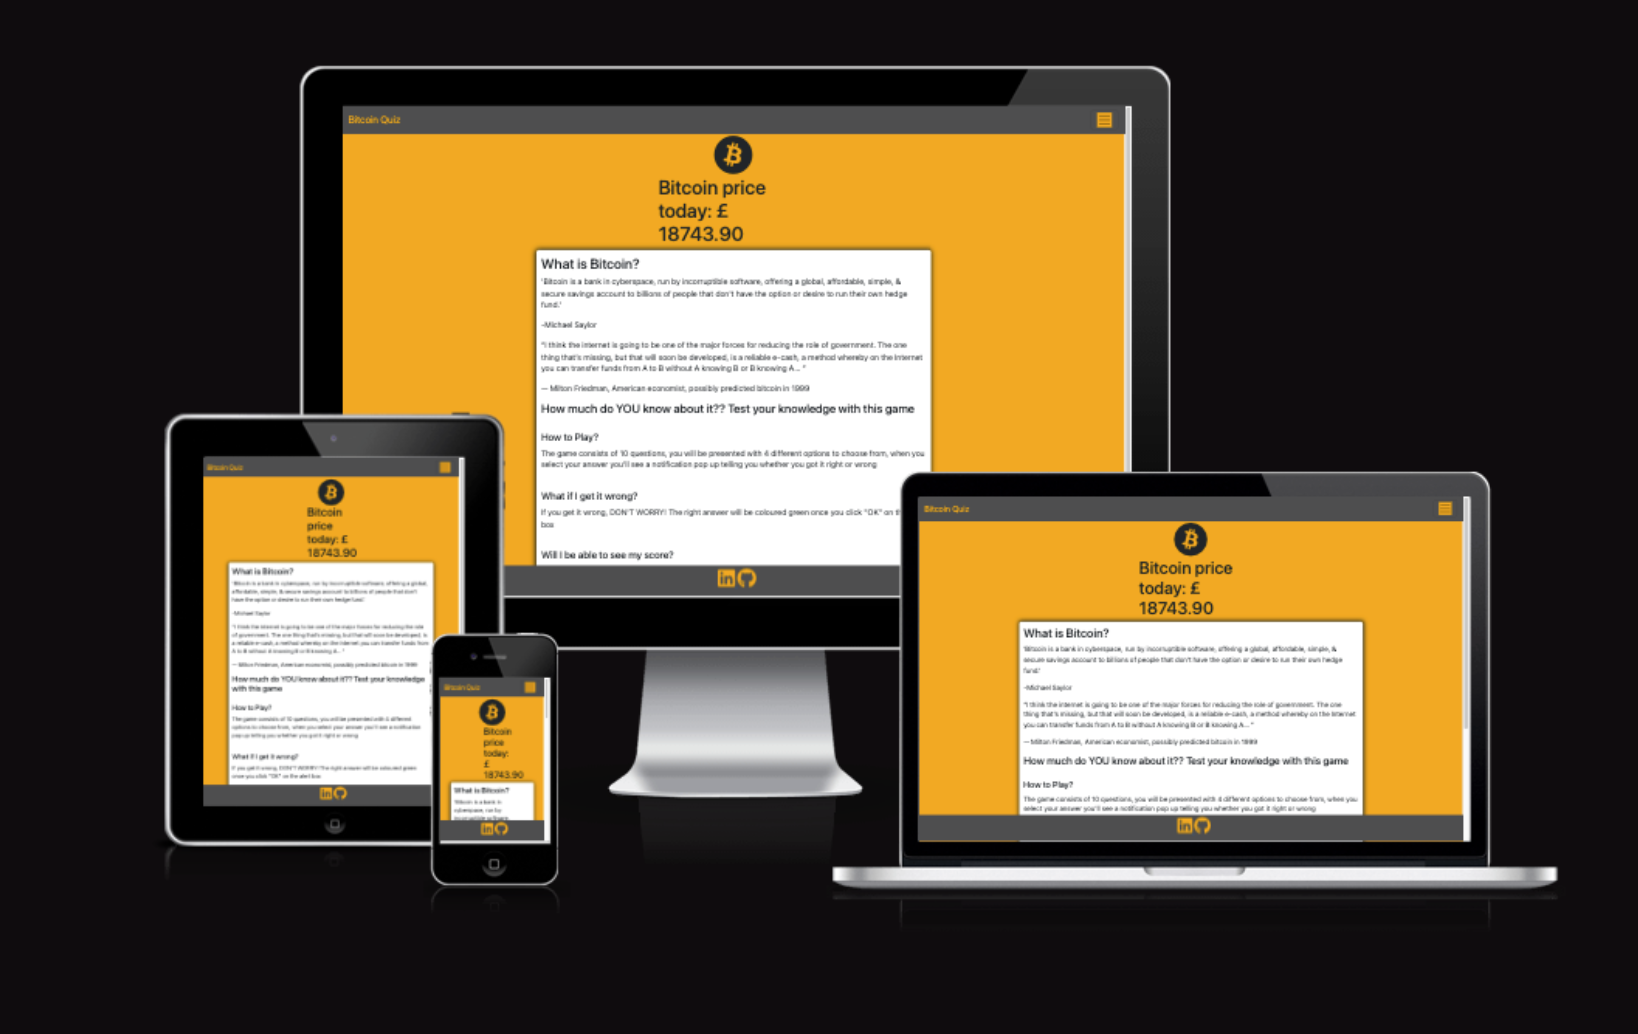 Bitcoin Quiz
Bitcoin price
today: £
18743.90
What is Bitcoin?
'Bitcoin is a bank in cyberspace, run by incorruptible software, offering a global, affordable, simple, &
secure savings account to billions of people that don't have the option or desire to run their own hedge
fund.'
-Michael Saylor
"I think the internet is going to be one of the major forces for reducing the role of government. The one
thing that's missing, but that will soon be developed, is a reliable e-cash, a method whereby on the Internet
you can transfer funds from A to B without A knowing B or B knowing A... "
— Milton Friedman, American economist, possibly predicted bitcoin in 1999
How much do YOU know about it?? Test your knowledge with this game
How to Play?
The game consists of 10 questions, you will be presented with 4 different options to choose from, when you
select your answer you'll see a notification pop up telling you whether you got it right or wrong
What if I get it wrong?
If you get it wrong, DON'T WORRY! The right answer will be coloured green once you click "OK" on
box
Will I be able to see my score?
in
Bitcoin Quiz
Bitcoin
price
today: £
18743.90
What is Bitcoin?
'Bitcoin is a bank in cyberspace, run by incorruptible software, offering a global,
affordable, simple, & secure savings account to billions of people that don't
have the option or desire to run their own hedge fund.'
-Michael Saylor
"I think the internet is going to be one of the major forces for reducing the role
of government. The one thing that's missing, but that will soon be developed, is
a reliable e-cash, a method whereby on the Internet you can transfer funds from
A to B without A knowing B or B knowing A... "
— Milton Friedman, American economist, possibly predicted bitcoin in 1999
How much do YOU know about it?? Test your knowledge
with this game
How to Play?
The game consists of 10 questions, you will be presented with 4 different
options to choose from, when you select your answer you'll see a notification
pop up telling you whether you got it right or wrong
What if I get it wrong?
If you get it wrong, DON'T WORRY! The right answer will be coloured green
once you click "OK" on the alert box
in
Bitcoin Quiz
Bitcoin
price
today:
£
18743.90
What is Bitcoin?
'Bitcoin is a bank in
cyberspace, run by
incorruptible software,
in
Bitcoin Quiz
Bitcoin price
today: £
18743.90
What is Bitcoin?
'Bitcoin is a bank in cyberspace, run by incorruptible software, offering a global, affordable, simple, &
secure savings account to billions of people that don't have the option or desire to run their own hedge
fund.'
-Michael Saylor
"I think the internet is going to be one of the major forces for reducing the role of government. The one
thing that's missing, but that will soon be developed, is a reliable e-cash, a method whereby on the Internet
you can transfer funds from A to B without A knowing B or B knowing A... "
— Milton Friedman, American economist, possibly predicted bitcoin in 1999
How much do YOU know about it?? Test your knowledge with this game
How to Play?
The game consists of 10 questions, you will be presented with 4 different options to choose from, when you
select your answer you'll see a notification pop up telling you whether you got it right or wrong
in